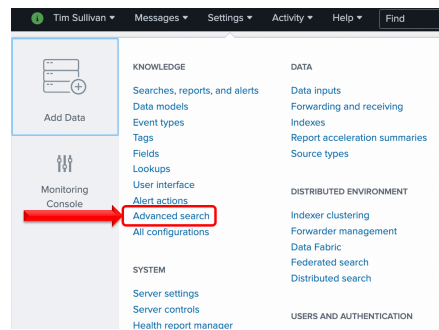 Tim Sullivan Messages Settings Activity Help Find
Add Data
Monitoring
Console
KNOWLEDGE
Searches, reports, and alerts
Data models
Event types
Tags
Fields
Lookups
User interface
Alert actions
Advanced search
All configurations
SYSTEM
Server settings
Server controls
Health report manager
DATA
Data inputs
Forwarding and receiving
Indexes
Report acceleration summaries
Source types
DISTRIBUTED ENVIRONMENT
Indexer clustering
Forwarder management
Data Fabric
Federated search
Distributed search
USERS AND AUTHENTICATION